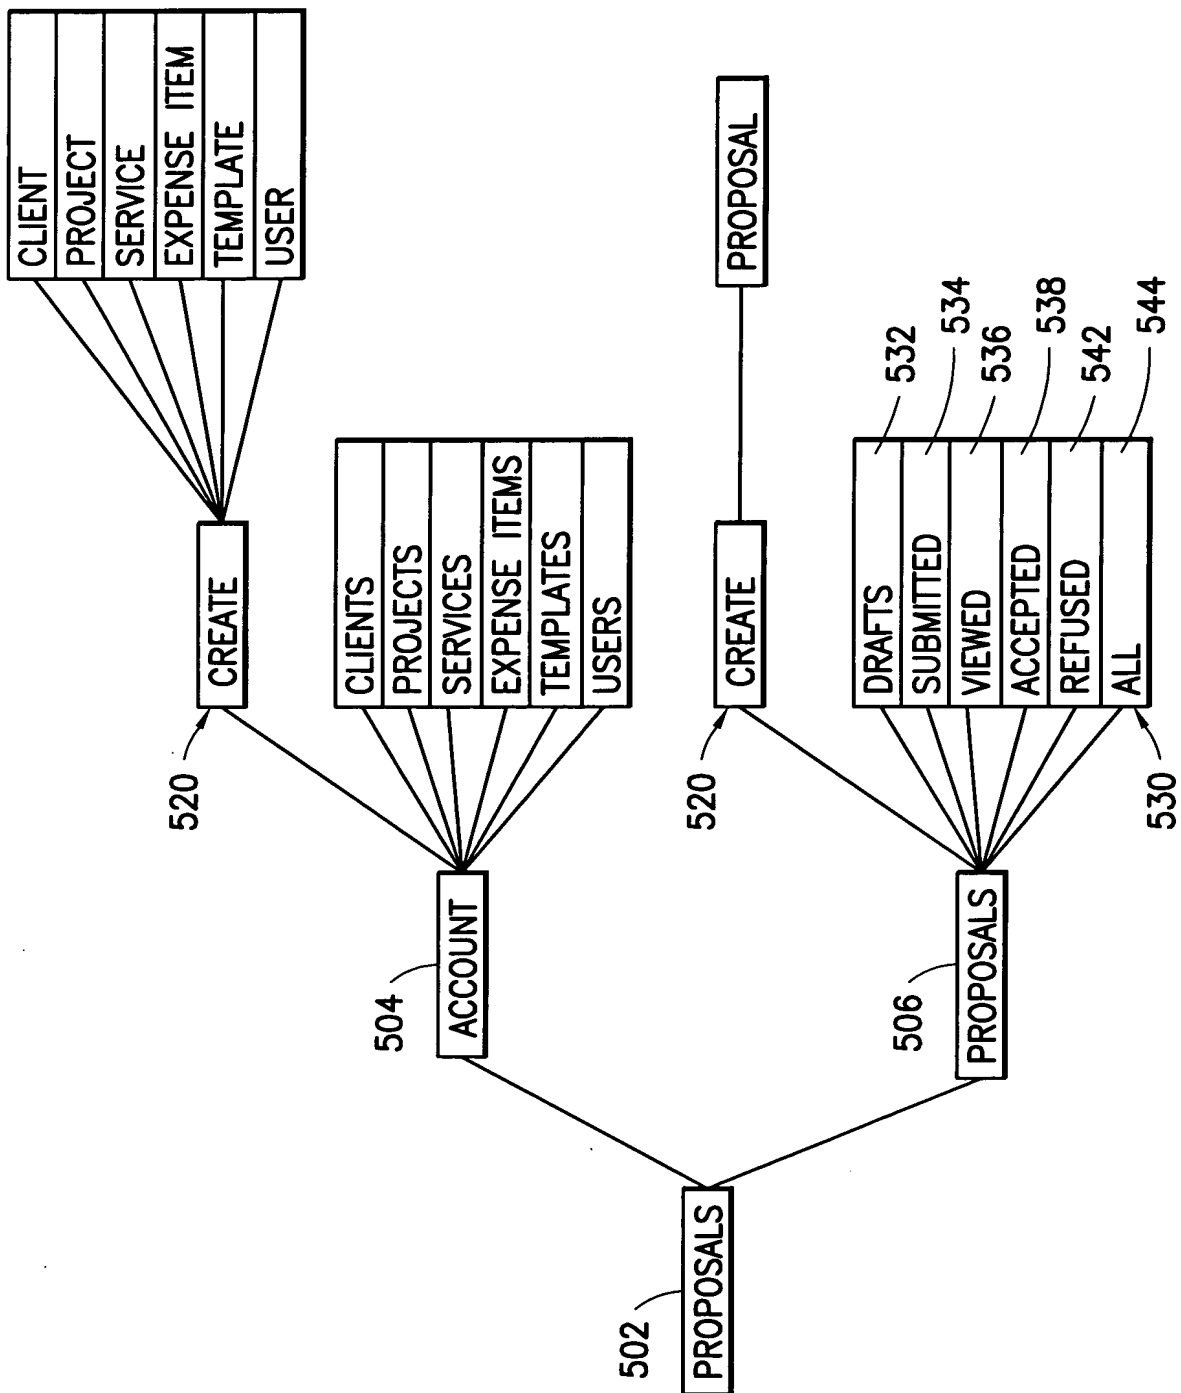 CLIENT
PROJECT
SERVICE
EXPENSE ITEM
TEMPLATE
USER
CREATE
520
CLIENTS
PROJECTS
SERVICES
EXPENSE ITEMS
TEMPLATES
USERS
504
ACCOUNT
502
PROPOSALS
PROPOSAL
CREATE
520
506
PROPOSALS
DRAFTS
SUBMITTED
VIEWED
ACCEPTED
REFUSED
ALL
532
534
536
538
542
544
530